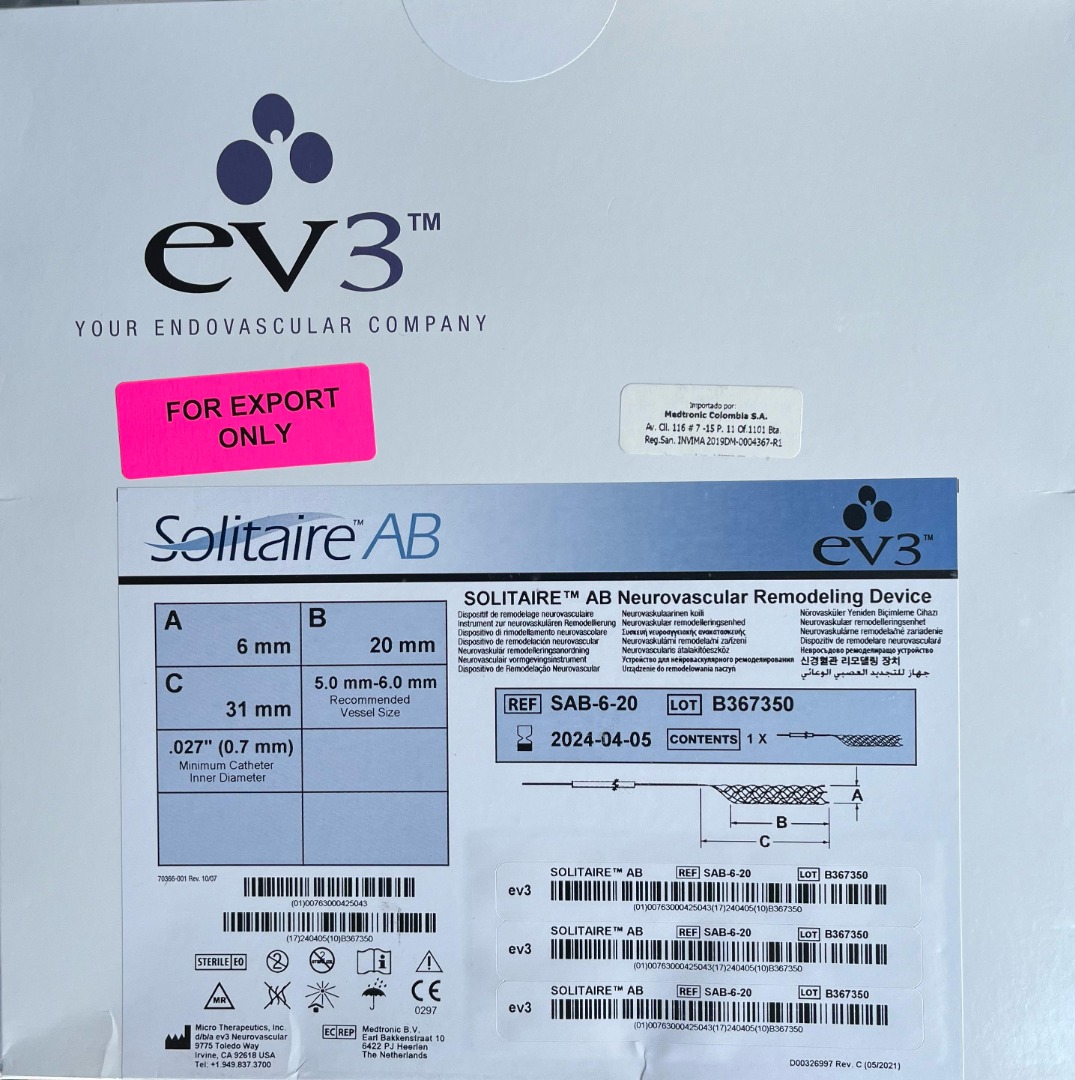 ev3™
YOUR ENDOVASCULAR COMPANY
FOR EXPORT
ONLY
Importado por:
Medtronic Colombia S.A.
Av. Cll. 116 # 7 -15 P. 11 Of.1101 Bta.
Reg.San. INVIMA 2019DM-0004367-R1
Solitaire™ AB
ev3™
SOLITAIRE™ AB Neurovascular Remodeling Device
Dispositif de remodelage neurovasculaire
Instrument zur neurovaskulären Remodellierung
Dispositivo di rimodellamento neurovascolare
Dispositivo de remodelación neurovascular
Neurovaskulär remodelleringsanordning
Neurovasculair vormgevingsinstrument
Dispositivo de Remodelação Neurovascular
Neurovaskulaarinen koili
Neurovaskulær remodelleringsenhed
Συσκευή νευροαγγειακής ανακατασκευής
Neurovaskulární remodelační zařízení
Neurovascularis átalakítóeszköz
Устройство для нейроваскулярного ремоделирования
Urządzenie do remodelowania naczyń
Nörovasküler Yeniden Biçimleme Cihazı
Neurovaskulær remodelleringsenhet
Neurovaskulárne remodelačné zariadenie
Dispozitiv de remodelare neurovasculară
Невросъдово ремоделиращо устройство
신경혈관 리모델링 장치
جهاز للتجديد العصبي الوعائي
A
6 mm
B
20 mm
C
31 mm
5.0 mm-6.0 mm
Recommended
Vessel Size
.027" (0.7 mm)
Minimum Catheter
Inner Diameter
REF SAB-6-20 LOT B367350
2024-04-05 CONTENTS 1 X
A
B
C
70366-001 Rev. 10/07
(01)00763000425043
(17)240405(10)B367350
STERILE EO
2
STERILIZE
i
MR
CE
0297
Micro Therapeutics, Inc.
d/b/a ev3 Neurovascular
9775 Toledo Way
Irvine, CA 92618 USA
Tel: +1.949.837.3700
EC REP
Medtronic B.V.
Earl Bakkenstraat 10
6422 PJ Heerlen
The Netherlands
SOLITAIRE™ AB REF SAB-6-20 LOT B367350
ev3
(01)00763000425043(17)240405(10)B367350
SOLITAIRE™ AB REF SAB-6-20 LOT B367350
ev3
(01)00763000425043(17)240405(10)B367350
SOLITAIRE™ AB REF SAB-6-20 LOT B367350
ev3
(01)00763000425043(17)240405(10)B367350
D00326997 Rev. C (05/2021)